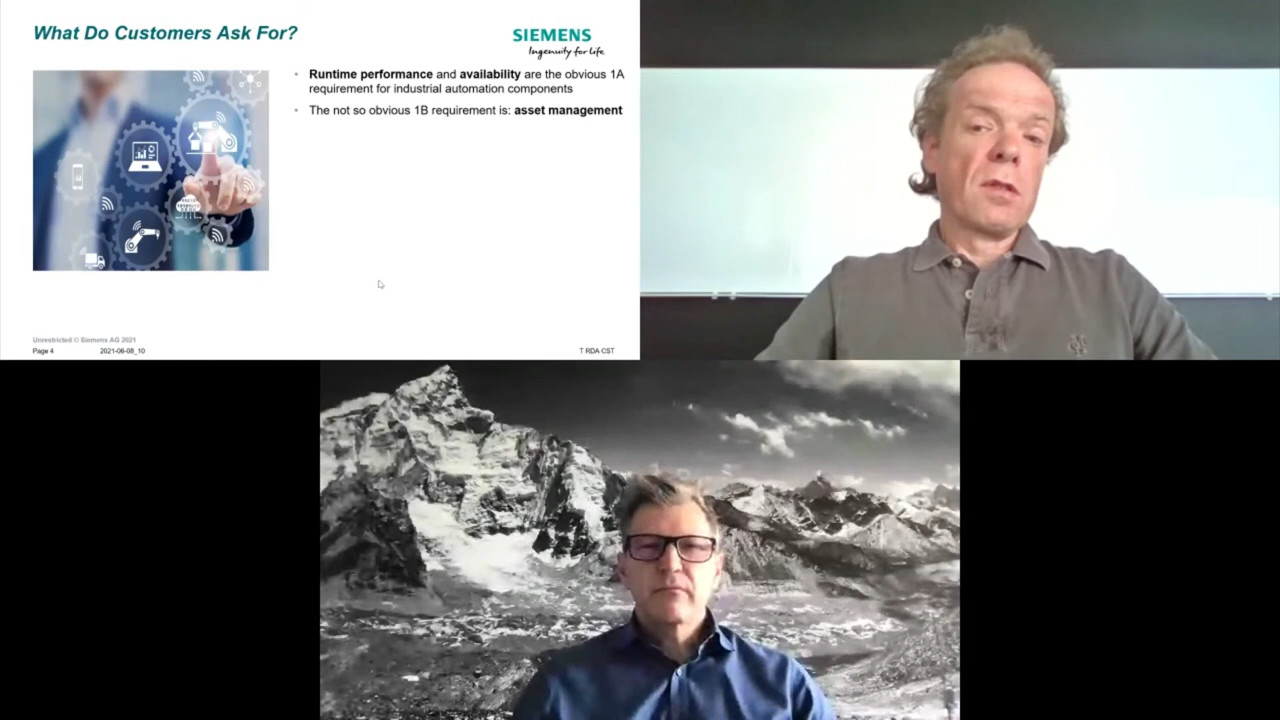 What Do Customers Ask For?
SIEMENS
Ingenuity for life
• Runtime performance and availability are the obvious 1A
requirement for industrial automation components
• The not so obvious 1B requirement is: asset management
Unrestricted © Siemens AG 2021
Page 4 2021-06-08_10 T RDA CST